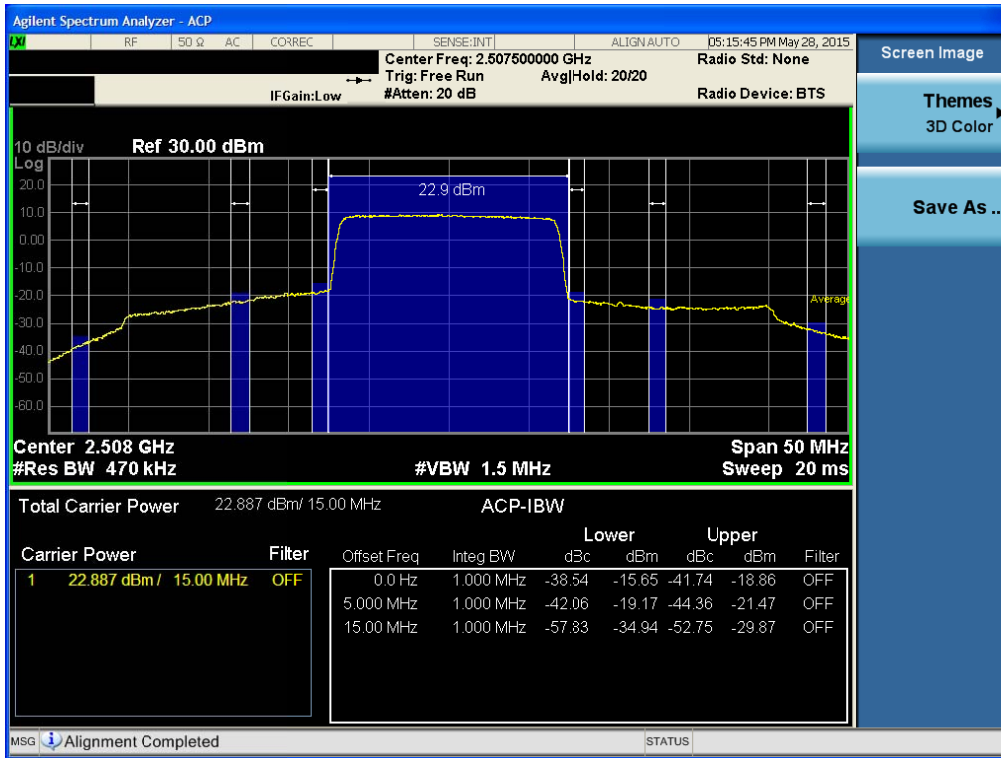 Agilent Spectrum Analyzer - ACP
LXI RF 50 Ω AC CORREC SENSE:INT ALIGN AUTO 05:15:45 PM May 28, 2015
Center Freq: 2.507500000 GHz Radio Std: None
Trig: Free Run Avg|Hold: 20/20
IFGain:Low #Atten: 20 dB Radio Device: BTS
Screen Image
Themes
3D Color
Save As ..
10 dB/div Ref 30.00 dBm
Log
20.0
10.0
0.00
-10.0
-20.0
-30.0
-40.0
-50.0
-60.0
22.9 dBm
Average
Center 2.508 GHz Span 50 MHz
#Res BW 470 kHz #VBW 1.5 MHz Sweep 20 ms
Total Carrier Power 22.887 dBm/ 15.00 MHz ACP-IBW
Lower Upper
Carrier Power Filter Offset Freq Integ BW dBc dBm dBc dBm Filter
1 22.887 dBm / 15.00 MHz OFF 0.0 Hz 1.000 MHz -38.54 -15.65 -41.74 -18.86 OFF
5.000 MHz 1.000 MHz -42.06 -19.17 -44.36 -21.47 OFF
15.00 MHz 1.000 MHz -57.83 -34.94 -52.75 -29.87 OFF
MSG Alignment Completed STATUS